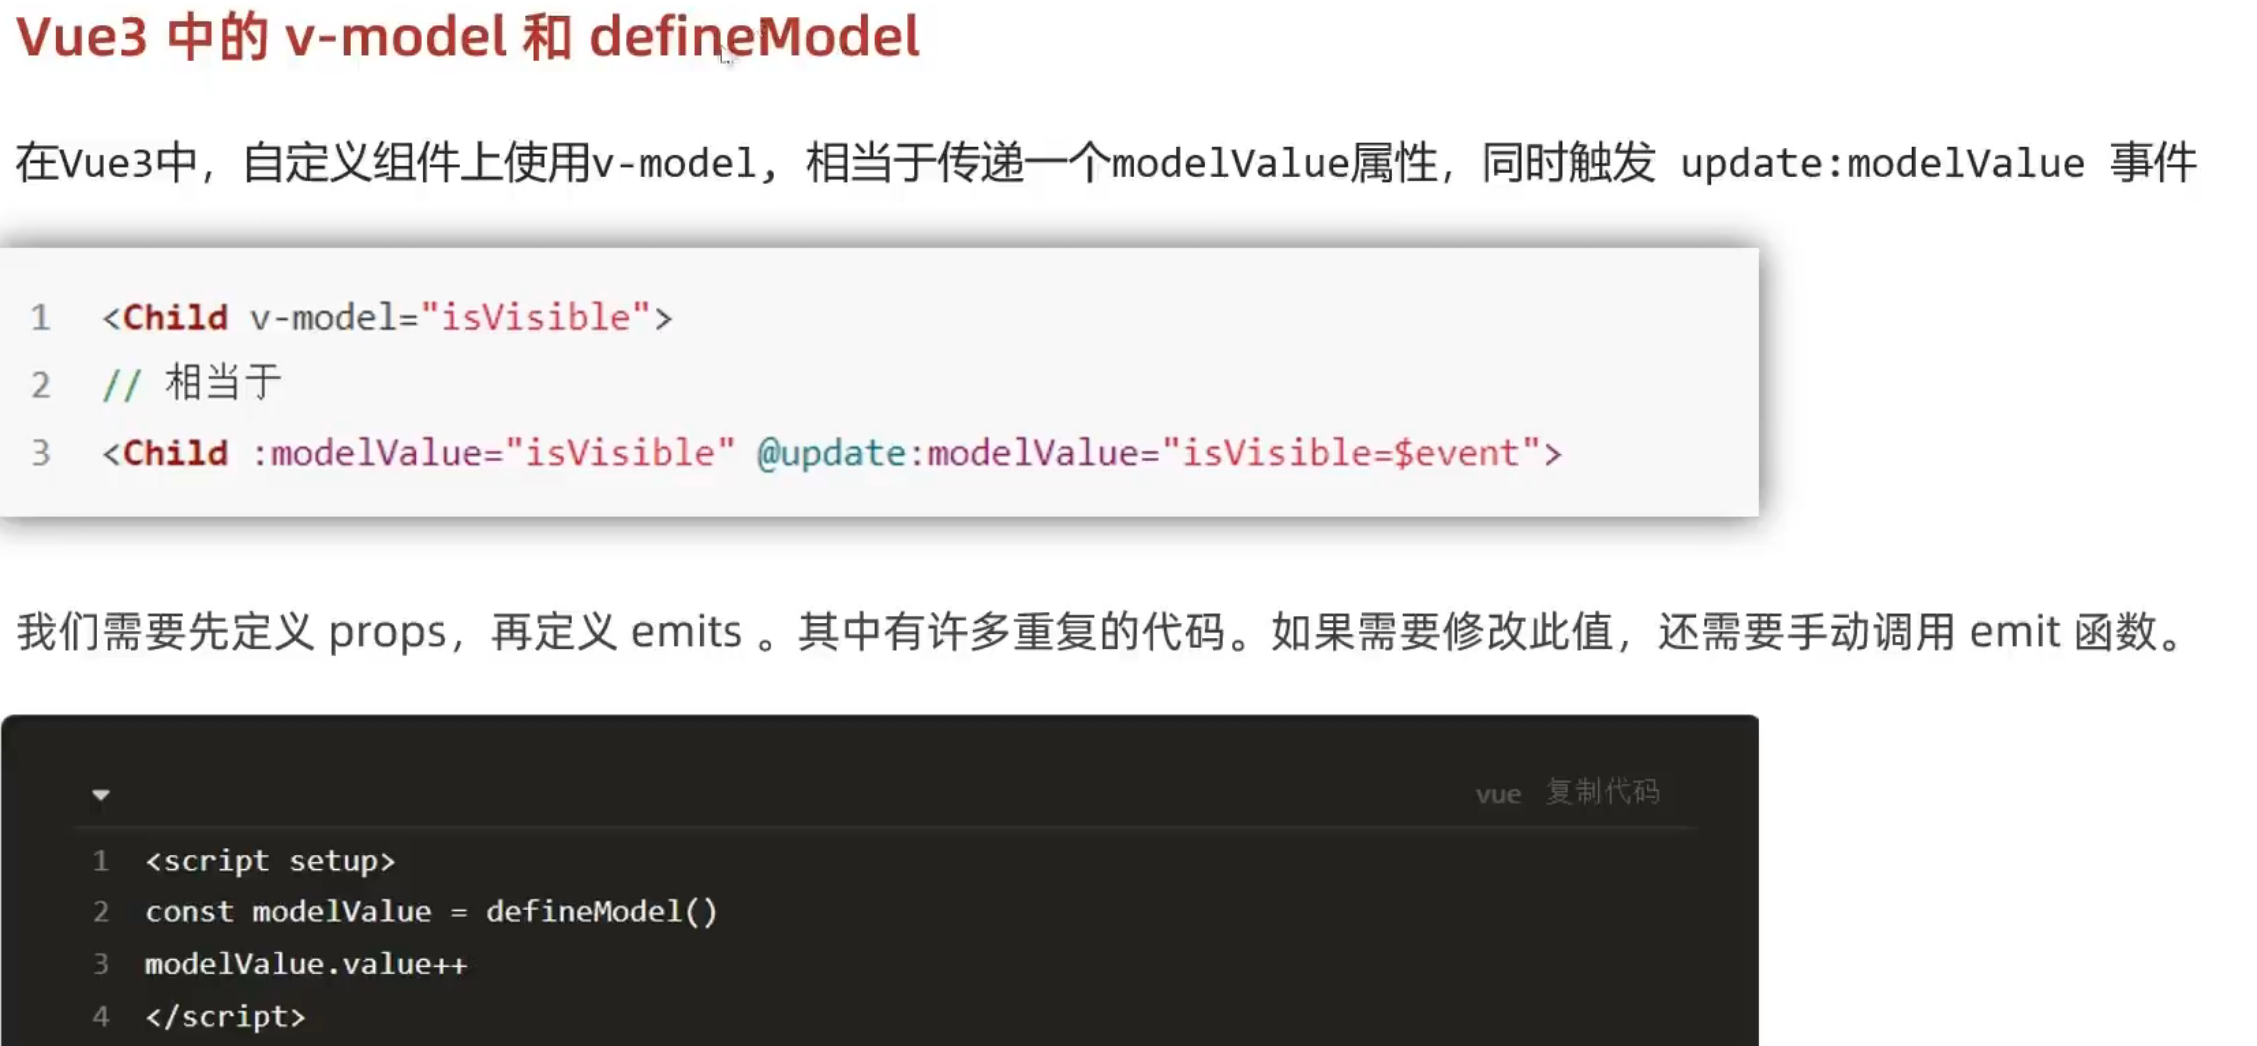 Vue3 中的 v-model 和 defineModel
在Vue3中，自定义组件上使用v-model, 相当于传递一个modelValue属性，同时触发 update:modelValue 事件
1 <Child v-model="isVisible">
2 // 相当于
3 <Child :modelValue="isVisible" @update:modelValue="isVisible=$event">
我们需要先定义 props，再定义 emits 。其中有许多重复的代码。如果需要修改此值，还需要手动调用 emit 函数。
vue 复制代码
1 <script setup>
2 const modelValue = defineModel()
3 modelValue.value++
4 </script>